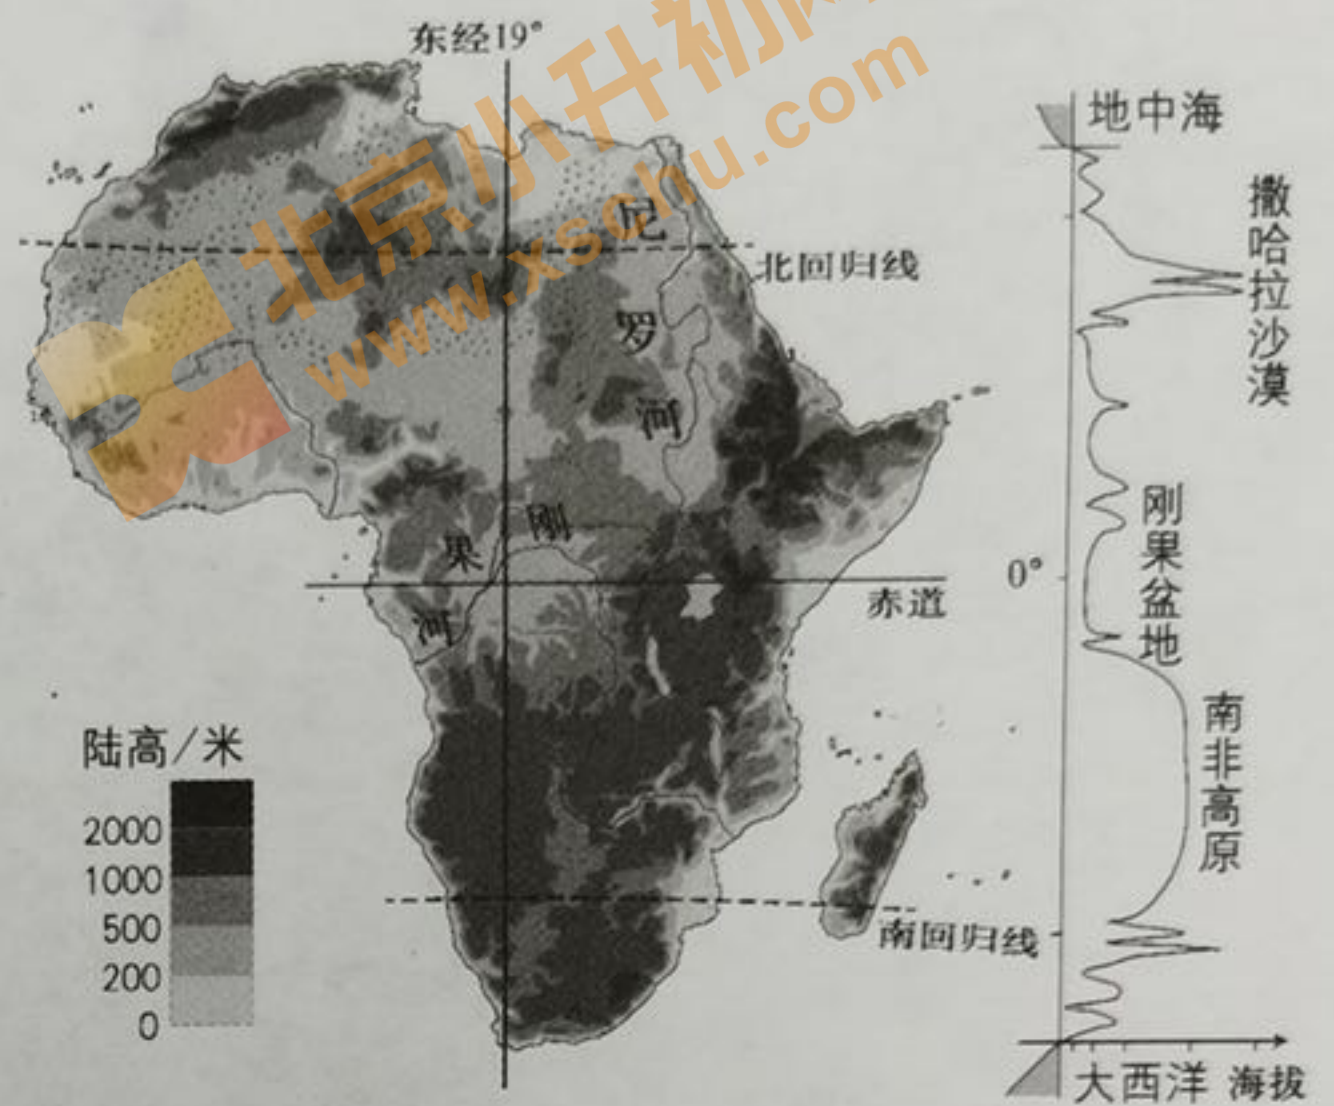 东经19°
地中海
撒哈拉沙漠
尼罗河
北回归线
刚果河
刚果盆地
0°
赤道
南非高原
陆高/米
2000
1000
500
200
0
南回归线
大西洋 海拔
北京小升初网
www.xschu.com